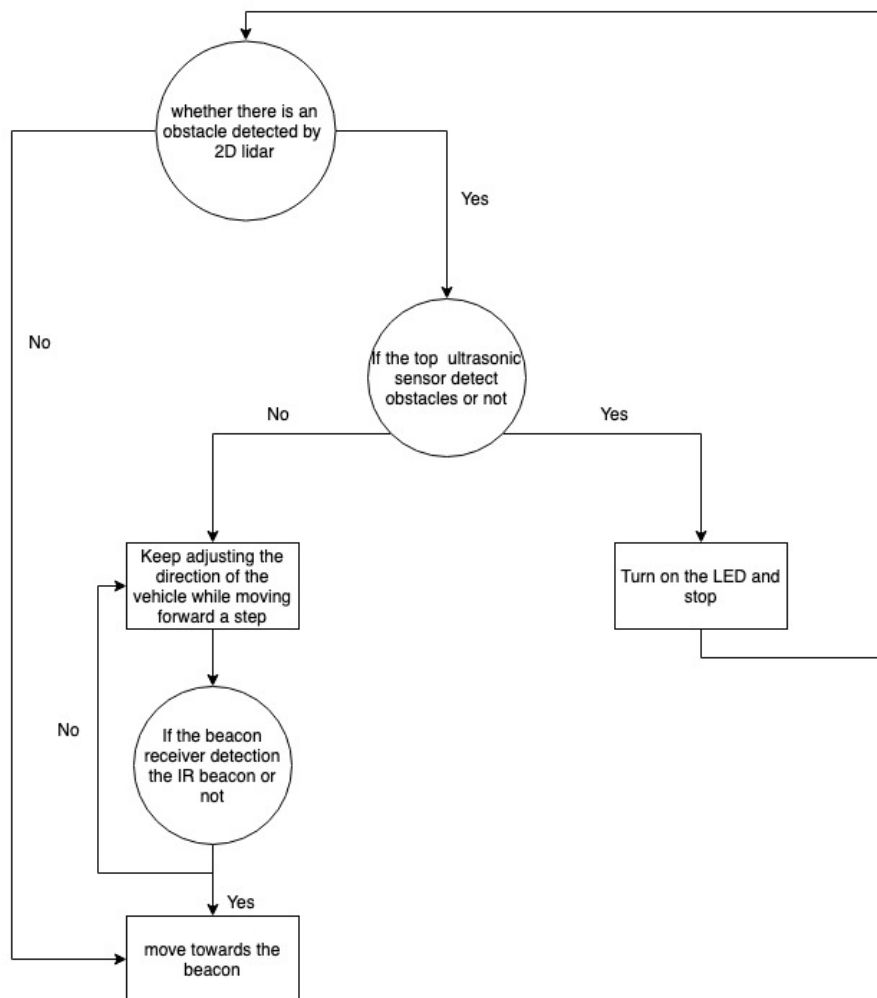 whether there is an
obstacle detected by
2D lidar
Yes
No
If the top  ultrasonic
sensor detect
obstacles or not
No
Yes
Keep adjusting the
direction of the
vehicle while moving
forward a step
Turn on the LED and
stop
No
If the beacon
receiver detection
the IR beacon or
not
Yes
move towards the
beacon